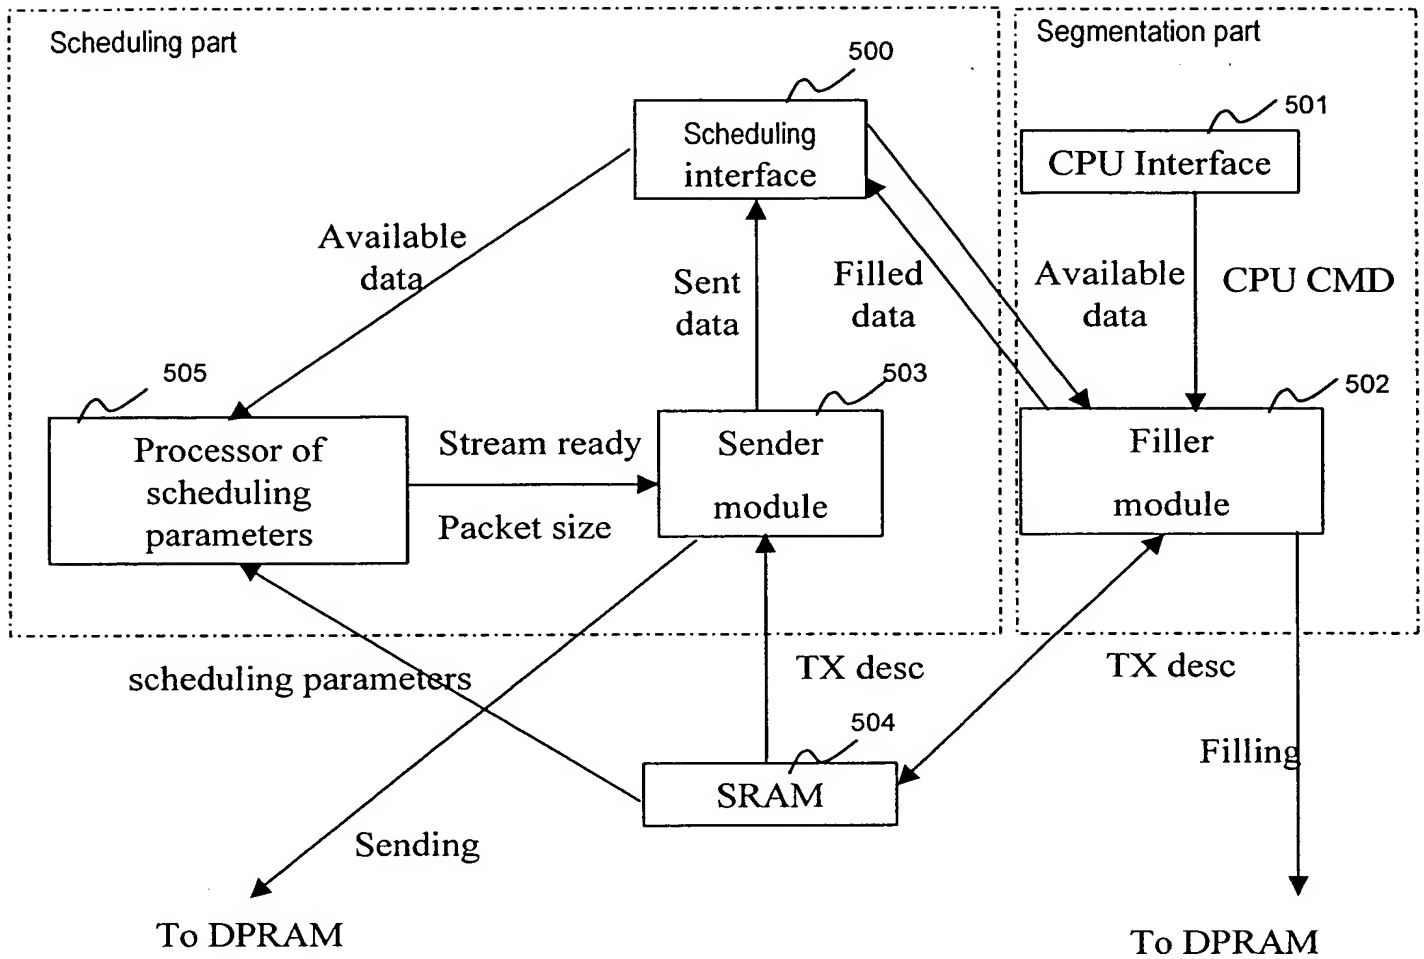 Scheduling part
Segmentation part
500
501
Scheduling
interface
CPU Interface
Available
data
Sent
data
Filled
data
Available
data
CPU CMD
505
503
502
Processor of
scheduling
parameters
Stream ready
Packet size
Sender
module
Filler
module
scheduling parameters
TX desc
TX desc
504
SRAM
Filling
Sending
To DPRAM
To DPRAM